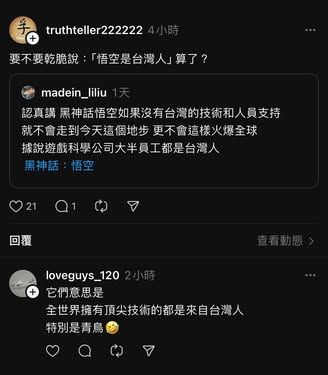 truthteller222222 4小時
要不要乾脆說：「悟空是台灣人」算了？
madein_liliu 1天
認真講 黑神話悟空如果沒有台灣的技術和人員支持
就不會走到今天這個地步 更不會這樣火爆全球
據說遊戲科學公司大半員工都是台灣人
黑神話：悟空
21 1
回覆 查看動態
loveguys_120 2小時
它們意思是
全世界擁有頂尖技術的都是來自台灣人
特別是青鳥🤣